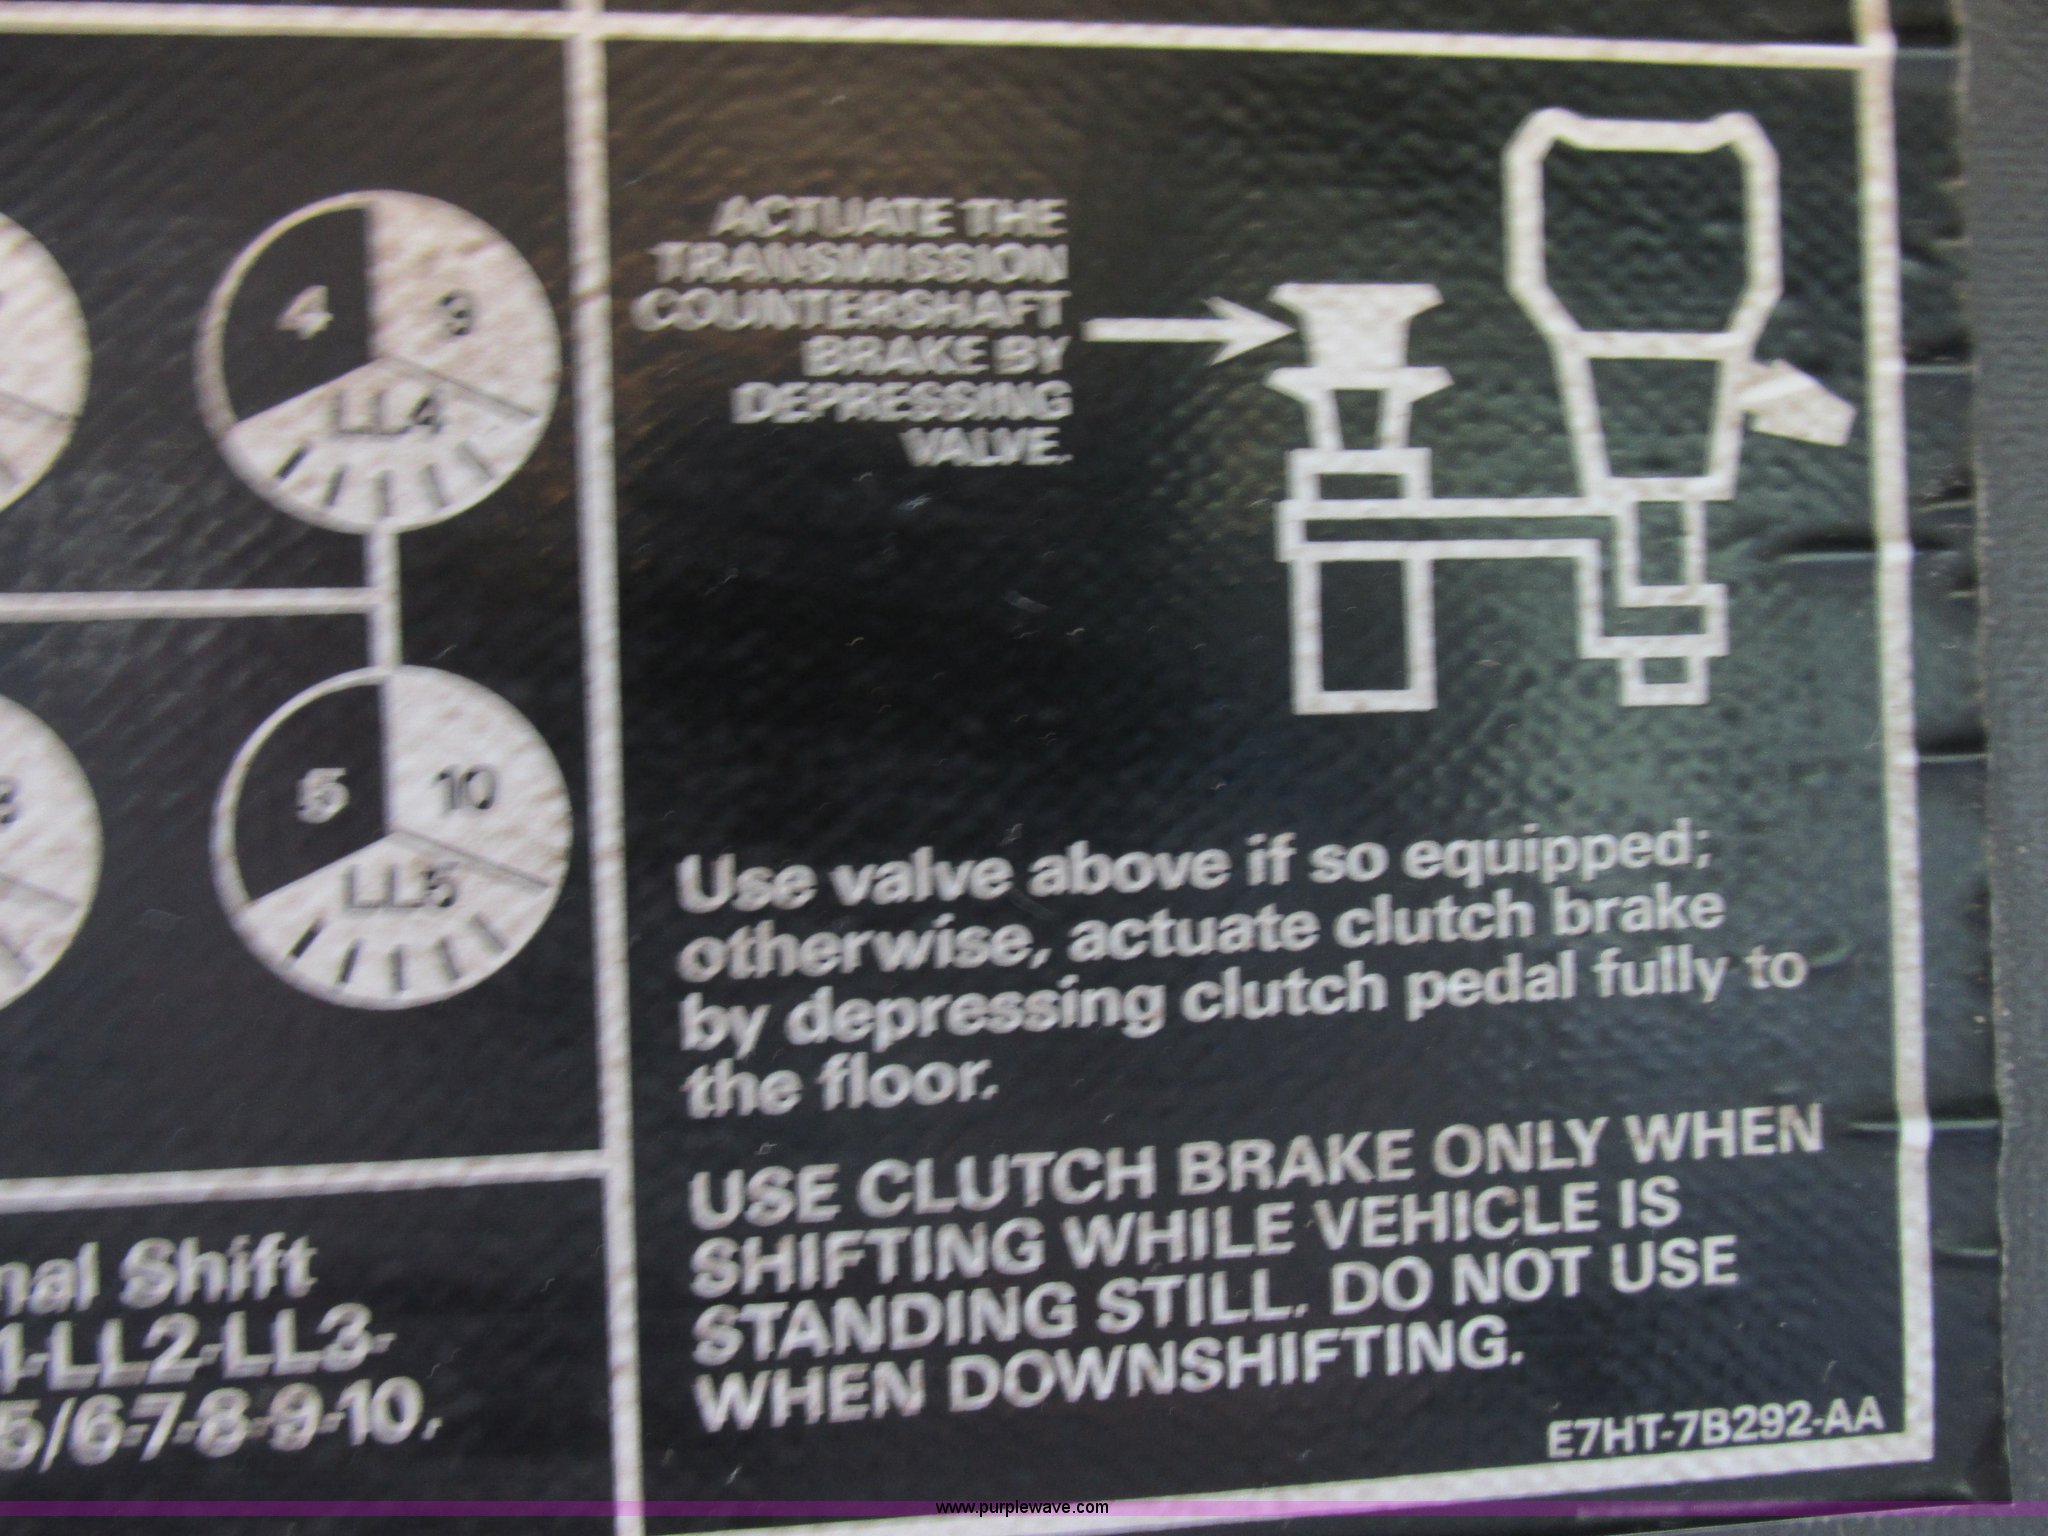 4
9
LL4
5
10
LL5
ACTUATE THE
TRANSMISSION
COUNTERSHAFT
BRAKE BY
DEPRESSING
VALVE.
Use valve above if so equipped;
otherwise, actuate clutch brake
by depressing clutch pedal fully to
the floor.
USE CLUTCH BRAKE ONLY WHEN
SHIFTING WHILE VEHICLE IS
STANDING STILL. DO NOT USE
WHEN DOWNSHIFTING.
E7HT-7B292-AA
nal Shift
1-LL2-LL3-
5/6-7-8-9-10,
www.purplewave.com